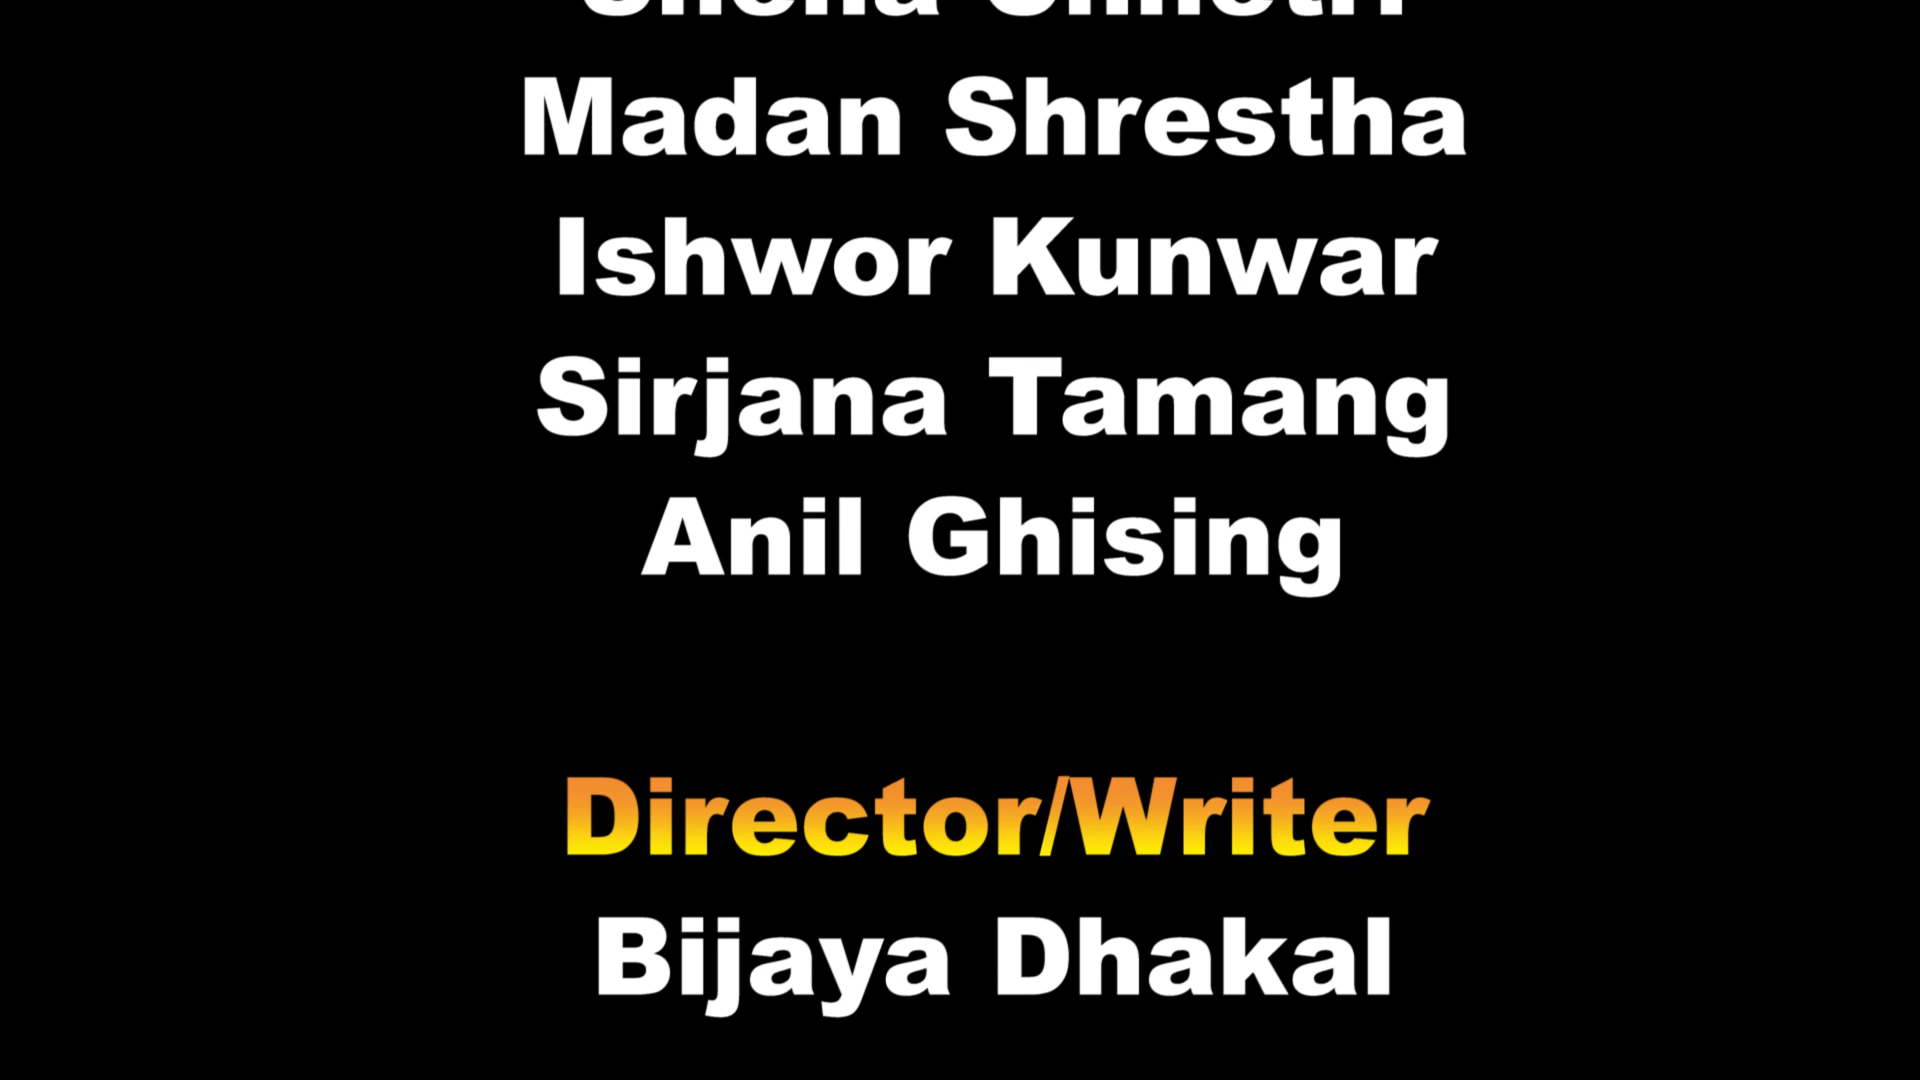 Madan Shrestha
Ishwor Kunwar
Sirjana Tamang
Anil Ghising
Director/Writer
Bijaya Dhakal